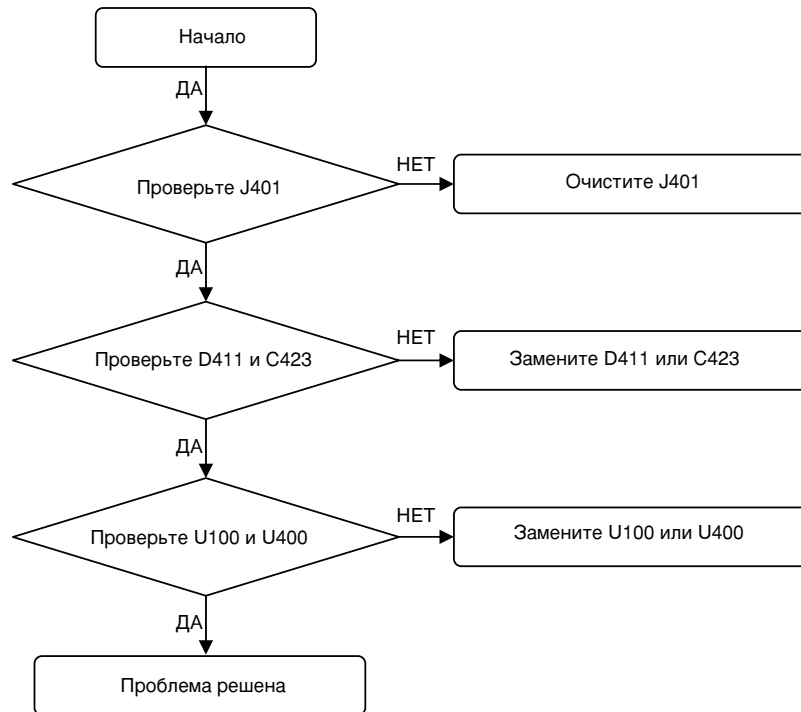 Начало
ДА
Проверьте J401
НЕТ
Очистите J401
ДА
Проверьте D411 и C423
НЕТ
Замените D411 или C423
ДА
Проверьте U100 и U400
НЕТ
Замените U100 или U400
ДА
Проблема решена